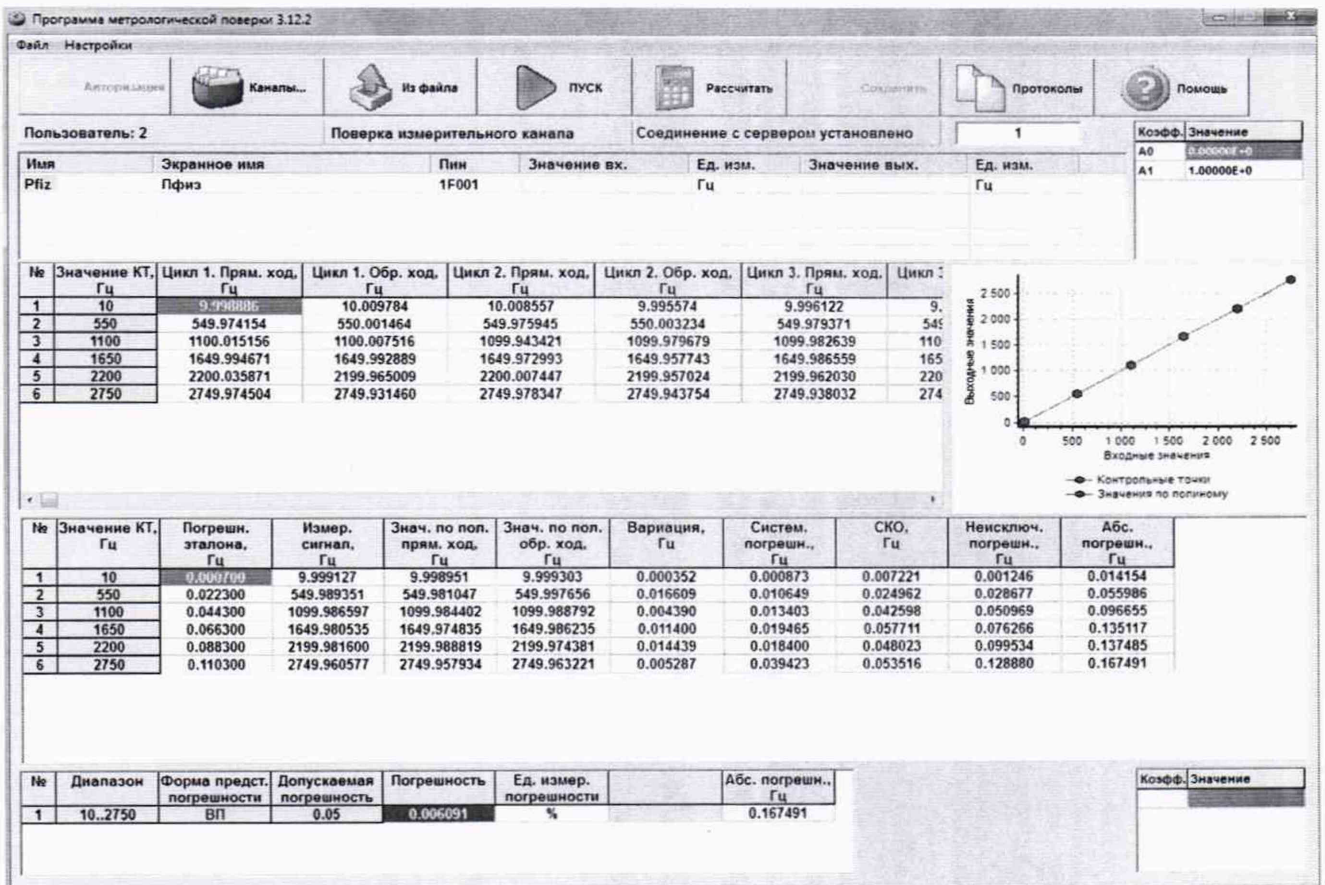 Программа метрологической поверки 3.12.2
Файл Настройки
Авторизация Каналы... Из файла ПУСК Рассчитать Сохранить Протоколы Помощь
Пользователь: 2 Поверка измерительного канала Соединение с сервером установлено 1
Коэфф. Значение
A0 0.00000E+0
A1 1.00000E+0
Имя Экранное имя Пин Значение вх. Ед. изм. Значение вых. Ед. изм.
Pfiz Пфиз 1F001 Гц Гц
№ Значение КТ, Гц Цикл 1. Прям. ход, Гц Цикл 1. Обр. ход, Гц Цикл 2. Прям. ход, Гц Цикл 2. Обр. ход, Гц Цикл 3. Прям. ход, Гц Цикл 3
1 10 9.998886 10.009784 10.008557 9.995574 9.996122 9.
2 550 549.974154 550.001464 549.975945 550.003234 549.979371 549
3 1100 1100.015156 1100.007516 1099.943421 1099.979679 1099.982639 110
4 1650 1649.994671 1649.992889 1649.972993 1649.957743 1649.986559 165
5 2200 2200.035871 2199.965009 2200.007447 2199.957024 2199.962030 220
6 2750 2749.974504 2749.931460 2749.978347 2749.943754 2749.938032 274
Выходные значения
2 500
2 000
1 500
1 000
500
0
0 500 1 000 1 500 2 000 2 500
Входные значения
Контрольные точки
Значения по полиному
№ Значение КТ, Гц Погрешн. эталона, Гц Измер. сигнал, Гц Знач. по пол. прям. ход, Гц Знач. по пол. обр. ход, Гц Вариация, Гц Систем. погрешн., Гц СКО, Гц Неисключ. погрешн., Гц Абс. погрешн., Гц
1 10 0.000700 9.999127 9.998951 9.999303 0.000352 0.000873 0.007221 0.001246 0.014154
2 550 0.022300 549.989351 549.981047 549.997656 0.016609 0.010649 0.024962 0.028677 0.055986
3 1100 0.044300 1099.986597 1099.984402 1099.988792 0.004390 0.013403 0.042598 0.050969 0.096655
4 1650 0.066300 1649.980535 1649.974835 1649.986235 0.011400 0.019465 0.057711 0.076266 0.135117
5 2200 0.088300 2199.981600 2199.988819 2199.974381 0.014439 0.018400 0.048023 0.099534 0.137485
6 2750 0.110300 2749.960577 2749.957934 2749.963221 0.005287 0.039423 0.053516 0.128880 0.167491
№ Диапазон Форма предст. погрешности Допускаемая погрешность Погрешность Ед. измер. погрешности Абс. погрешн., Гц
1 10..2750 ВП 0.05 0.006091 % 0.167491
Коэфф. Значение